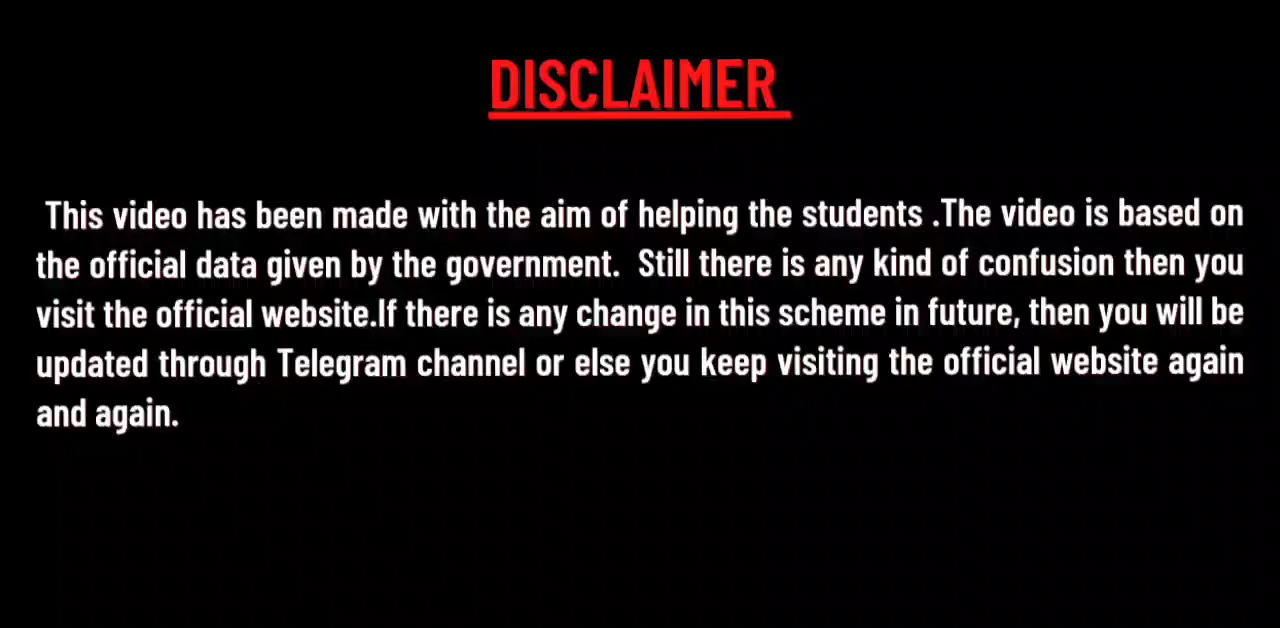 DISCLAIMER
This video has been made with the aim of helping the students .The video is based on
the official data given by the government.  Still there is any kind of confusion then you
visit the official website.If there is any change in this scheme in future, then you will be
updated through Telegram channel or else you keep visiting the official website again
and again.